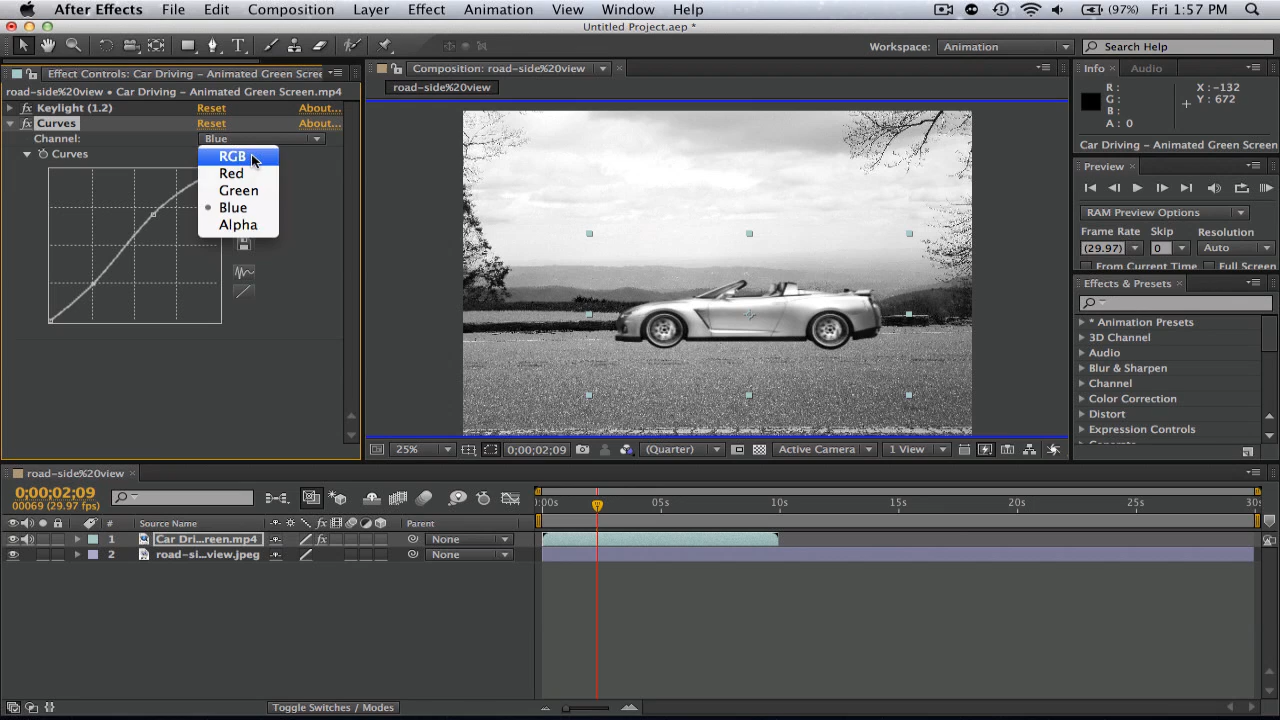 After Effects File Edit Composition Layer Effect Animation View Window Help (97%) Fri 1:57 PM
Untitled Project.aep *
Workspace: Animation Search Help
Effect Controls: Car Driving – Animated Green Scree
road-side%20view • Car Driving – Animated Green Screen.mp4
Keylight (1.2) Reset About...
Curves Reset About...
Channel: Blue
Curves
RGB
Red
Green
Blue
Alpha
Composition: road-side%20view
road-side%20view
25% 0;00;02;09 (Quarter) Active Camera 1 View
Info Audio
R : X : -132
G : Y : 672
B :
A : 0
Car Driving – Animated Green Screen.mp4
Preview
RAM Preview Options
Frame Rate Skip Resolution
(29.97) 0 Auto
From Current Time Full Screen
Effects & Presets
* Animation Presets
3D Channel
Audio
Blur & Sharpen
Channel
Color Correction
Distort
Expression Controls
road-side%20view
0;00;02;09
00069 (29.97 fps)
:00s 05s 10s 15s 20s 25s 30s
# Source Name Parent
1 Car Dri...reen.mp4 None
2 road-si...view.jpeg None
Toggle Switches / Modes